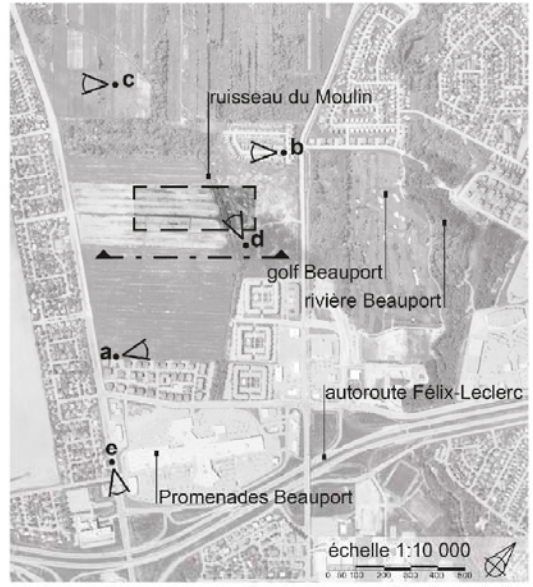 c
ruisseau du Moulin
b
d
golf Beauport
rivière Beauport
a
autoroute Félix-Leclerc
e
Promenades Beauport
échelle 1:10 000